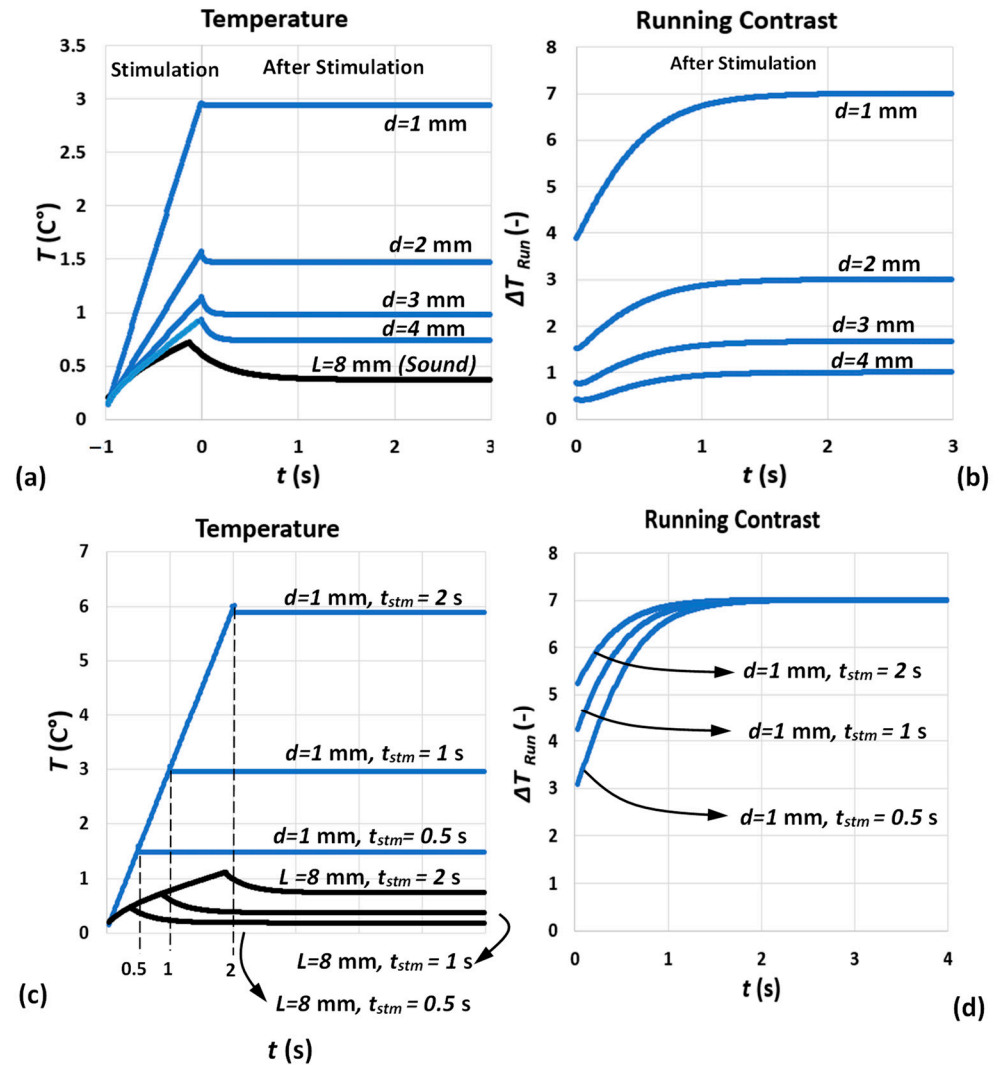 Temperature
3.5
3
2.5
2
1.5
1
0.5
0
T (C°)
Stimulation
After Stimulation
d=1 mm
d=2 mm
d=3 mm
d=4 mm
L=8 mm (Sound)
−1 0 1 2 3
t (s)
(a)
Running Contrast
8
7
6
5
4
3
2
1
0
ΔT Run (-)
After Stimulation
d=1 mm
d=2 mm
d=3 mm
d=4 mm
0 1 2 3
t (s)
(b)
Temperature
7
6
5
4
3
2
1
0
T (C°)
d=1 mm, tstm = 2 s
d=1 mm, tstm = 1 s
d=1 mm, tstm = 0.5 s
L=8 mm, tstm = 2 s
0.5 1 2
L=8 mm, tstm = 1 s
L=8 mm, tstm = 0.5 s
t (s)
(c)
Running Contrast
8
7
6
5
4
3
2
1
0
ΔT Run (-)
d=1 mm, tstm = 2 s
d=1 mm, tstm = 1 s
d=1 mm, tstm = 0.5 s
0 1 2 3 4
t (s)
(d)